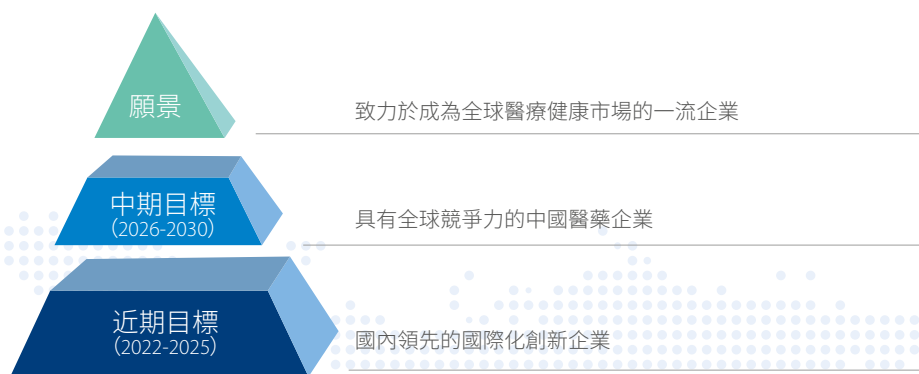 願景
致力於成為全球醫療健康市場的一流企業
中期目標
(2026-2030)
具有全球競爭力的中國醫藥企業
近期目標
(2022-2025)
國內領先的國際化創新企業